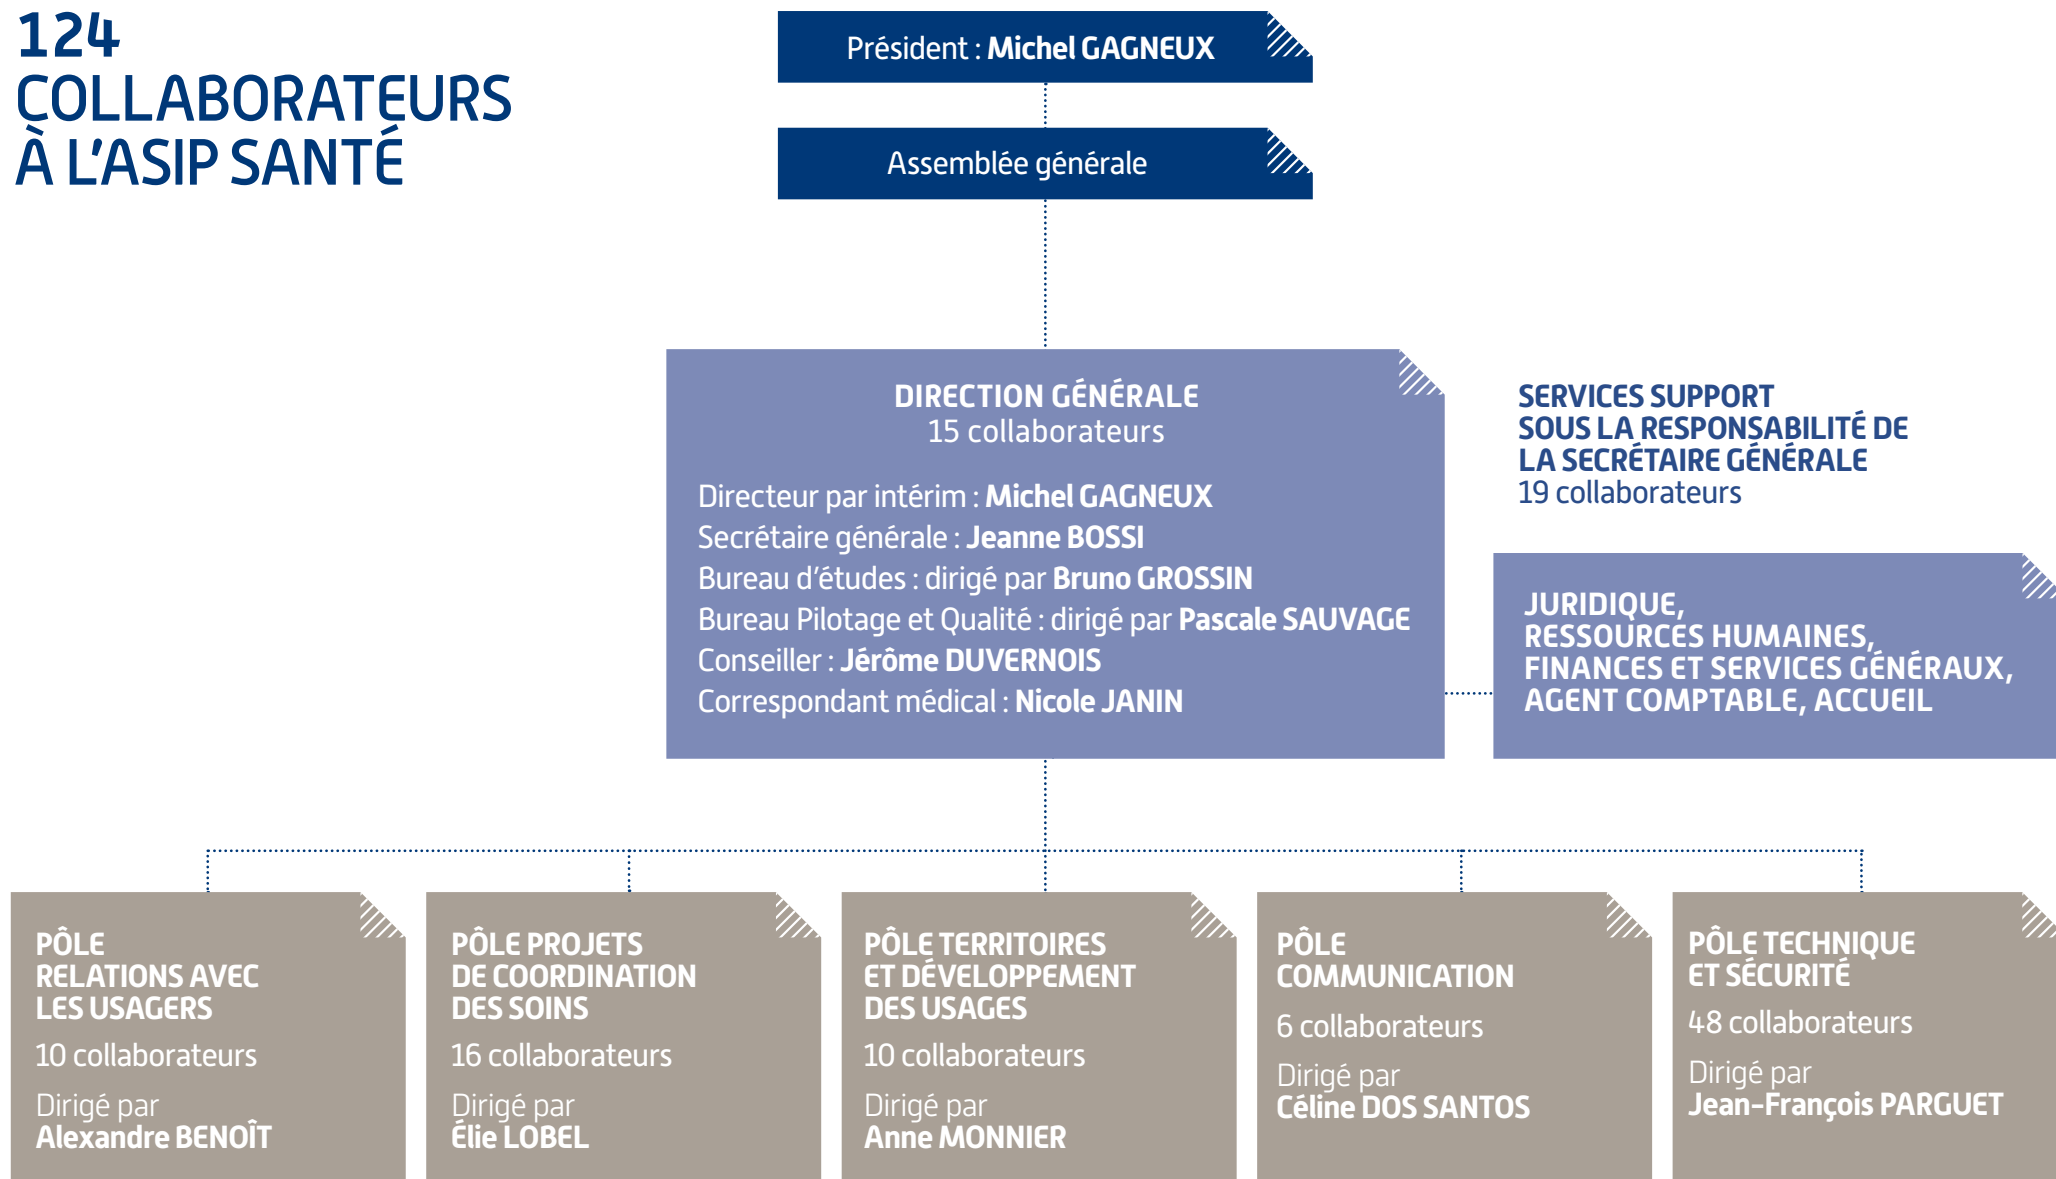 124
COLLABORATEURS
À L'ASIP SANTÉ
Président : Michel GAGNEUX
Assemblée générale
DIRECTION GÉNÉRALE
15 collaborateurs
Directeur par intérim : Michel GAGNEUX
Secrétaire générale : Jeanne BOSSI
Bureau d'études : dirigé par Bruno GROSSIN
Bureau Pilotage et Qualité : dirigé par Pascale SAUVAGE
Conseiller : Jérôme DUVERNOIS
Correspondant médical : Nicole JANIN
SERVICES SUPPORT
SOUS LA RESPONSABILITÉ DE
LA SECRÉTAIRE GÉNÉRALE
19 collaborateurs
JURIDIQUE,
RESSOURCES HUMAINES,
FINANCES ET SERVICES GÉNÉRAUX,
AGENT COMPTABLE, ACCUEIL
PÔLE
RELATIONS AVEC
LES USAGERS
10 collaborateurs
Dirigé par
Alexandre BENOÎT
PÔLE PROJETS
DE COORDINATION
DES SOINS
16 collaborateurs
Dirigé par
Élie LOBEL
PÔLE TERRITOIRES
ET DÉVELOPPEMENT
DES USAGES
10 collaborateurs
Dirigé par
Anne MONNIER
PÔLE
COMMUNICATION
6 collaborateurs
Dirigé par
Céline DOS SANTOS
PÔLE TECHNIQUE
ET SÉCURITÉ
48 collaborateurs
Dirigé par
Jean-François PARGUET